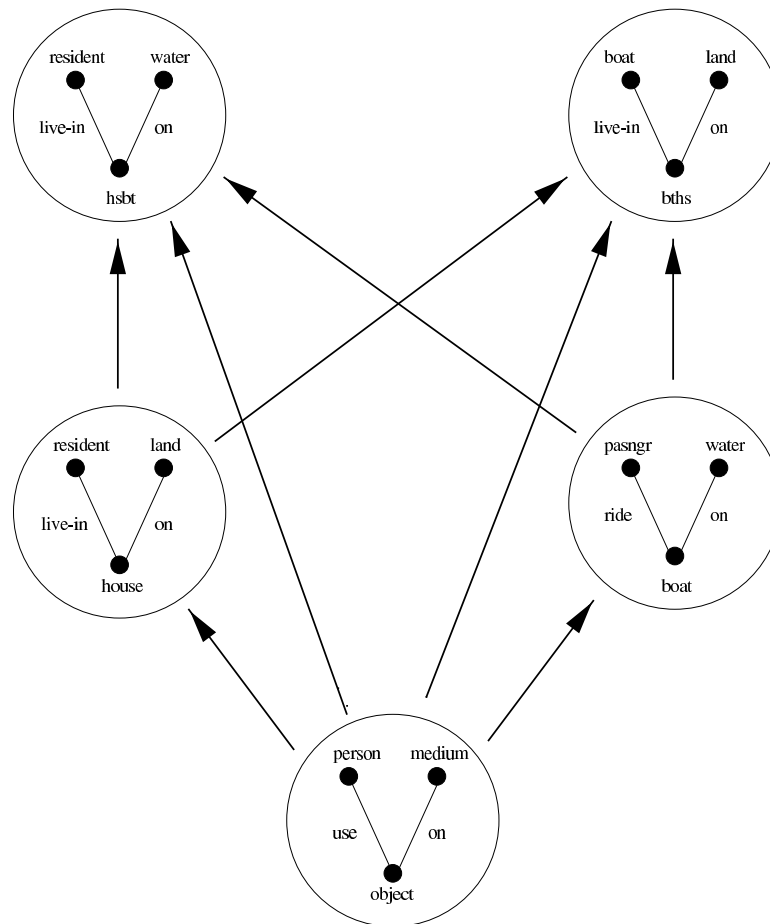 resident water
live-in on
hsbt
boat land
live-in on
bths
resident land
live-in on
house
pasngr water
ride on
boat
person medium
use on
object